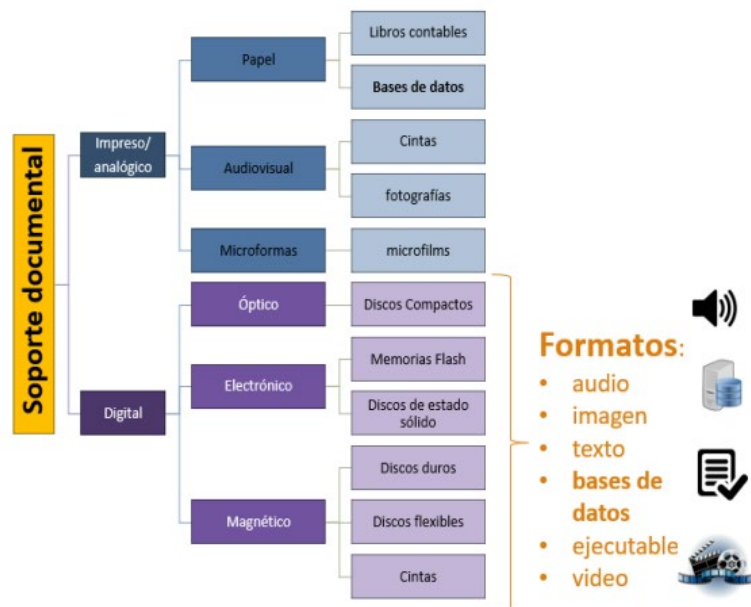 Soporte documental
Impreso/
analógico
Papel
Libros contables
Bases de datos
Audiovisual
Cintas
fotografías
Microformas
microfilms
Digital
Óptico
Discos Compactos
Electrónico
Memorias Flash
Discos de estado
sólido
Magnético
Discos duros
Discos flexibles
Cintas
Formatos:
• audio
• imagen
• texto
• bases de
datos
• ejecutable
• video